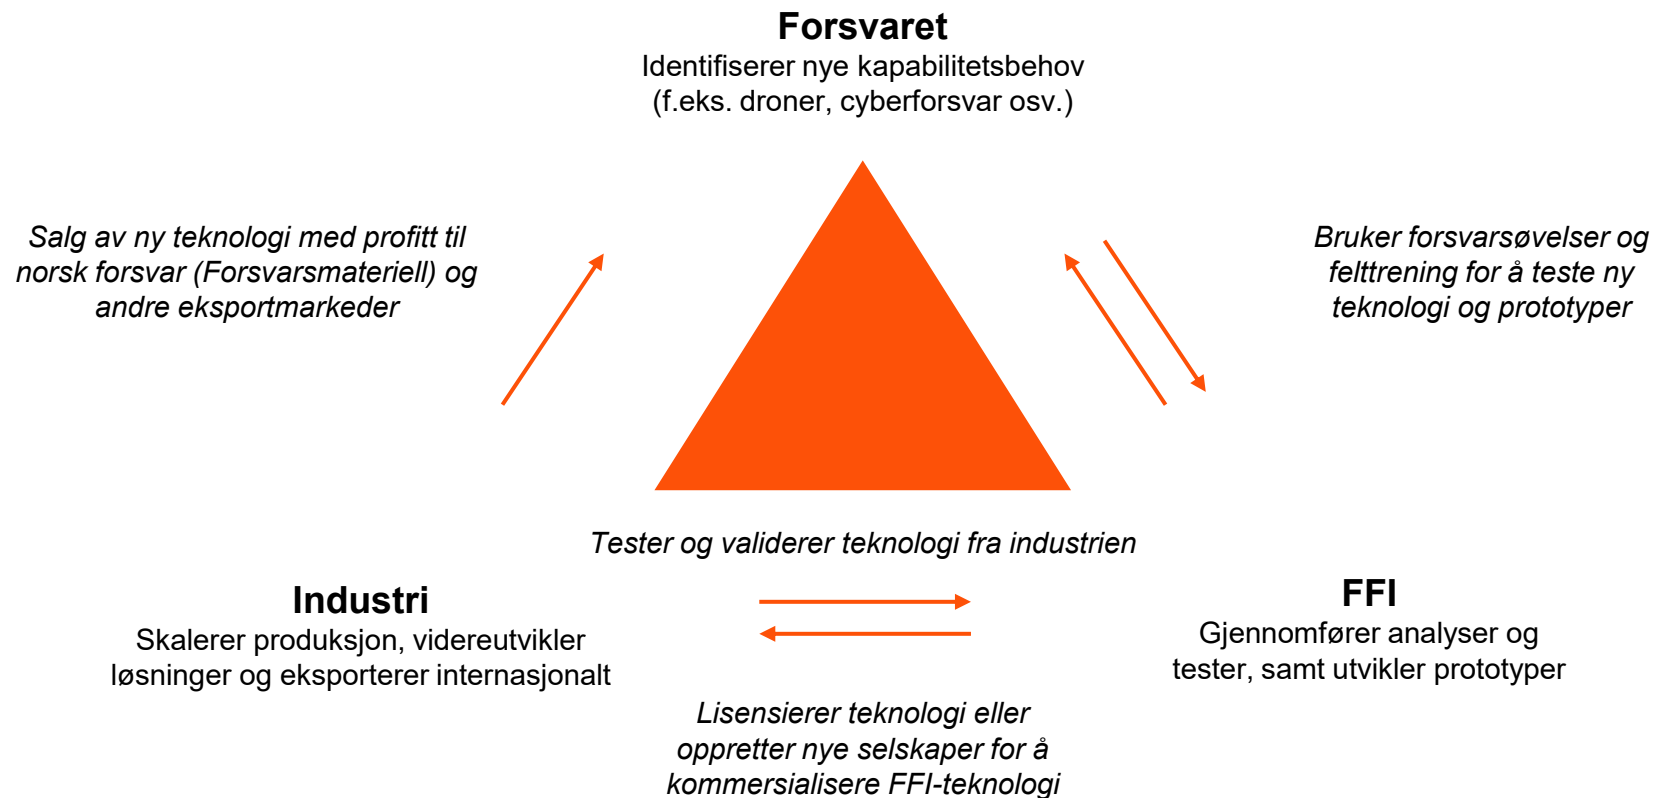 Forsvaret
Identifiserer nye kapabilitetsbehov
(f.eks. droner, cyberforsvar osv.)
Salg av ny teknologi med profitt til
norsk forsvar (Forsvarsmateriell) og
andre eksportmarkeder
Bruker forsvarsøvelser og
felttrening for å teste ny
teknologi og prototyper
Tester og validerer teknologi fra industrien
Industri
Skalerer produksjon, videreutvikler
løsninger og eksporterer internasjonalt
FFI
Gjennomfører analyser og
tester, samt utvikler prototyper
Lisensierer teknologi eller
oppretter nye selskaper for å
kommersialisere FFI-teknologi